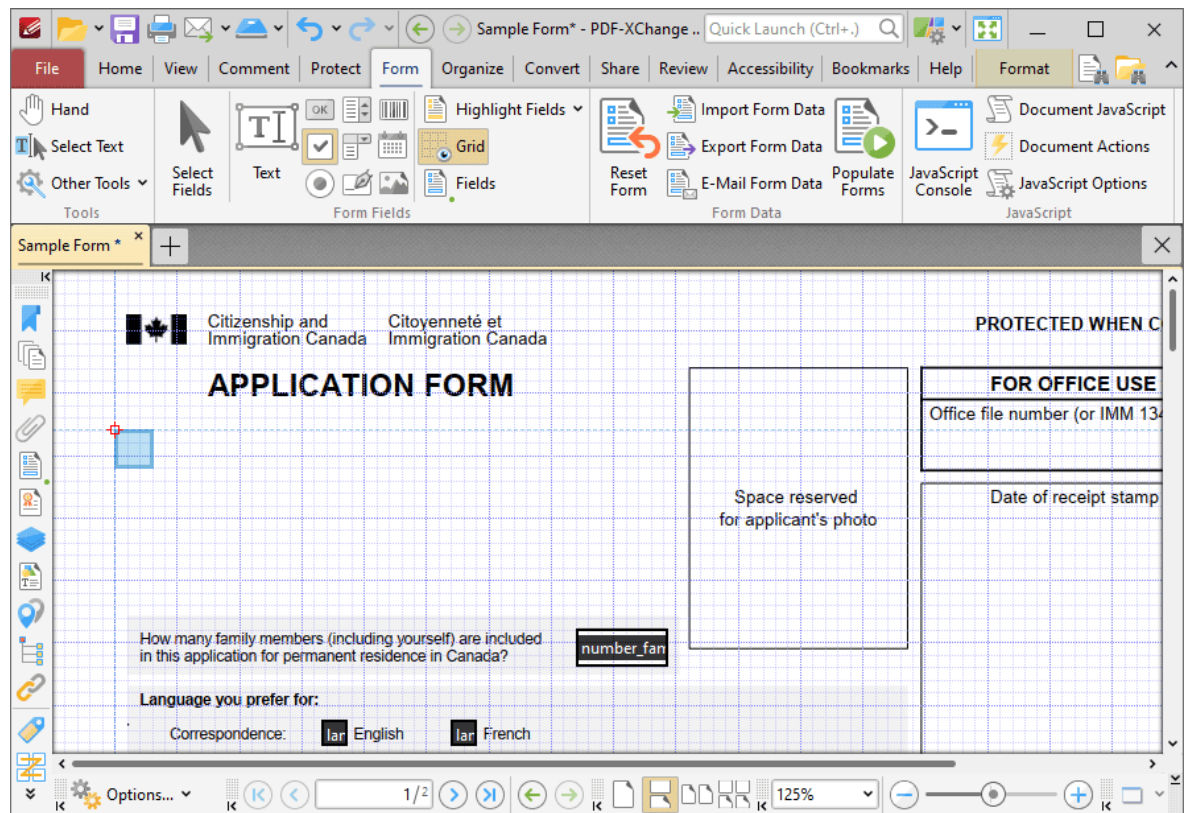 Sample Form* - PDF-XChange ..
Quick Launch (Ctrl+.)
File Home View Comment Protect Form Organize Convert Share Review Accessibility Bookmarks Help Format
Hand
Select Text
Other Tools
Tools
Select Fields
Text
OK
Highlight Fields
Grid
Fields
Form Fields
Reset Form
Import Form Data
Export Form Data
E-Mail Form Data
Populate Forms
Form Data
JavaScript Console
Document JavaScript
Document Actions
JavaScript Options
JavaScript
Sample Form *
Citizenship and Citoyenneté et
Immigration Canada Immigration Canada
PROTECTED WHEN C
APPLICATION FORM
FOR OFFICE USE
Office file number (or IMM 134
Space reserved
for applicant's photo
Date of receipt stamp
How many family members (including yourself) are included
in this application for permanent residence in Canada?
number_fam
Language you prefer for:
Correspondence: lar English lar French
Options...
1/2
125%